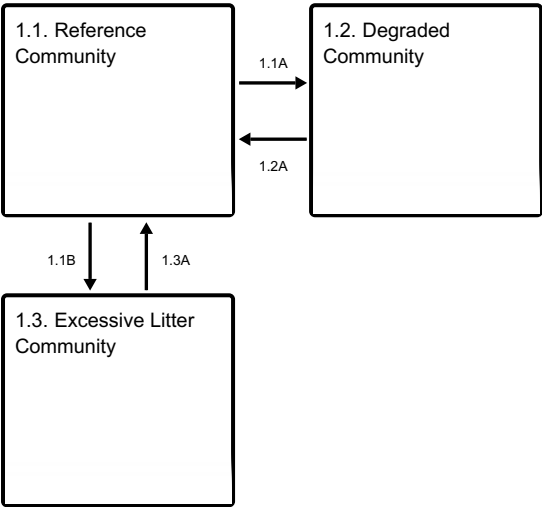 1.1. Reference
Community
1.2. Degraded
Community
1.1A
1.2A
1.1B
1.3A
1.3. Excessive Litter
Community